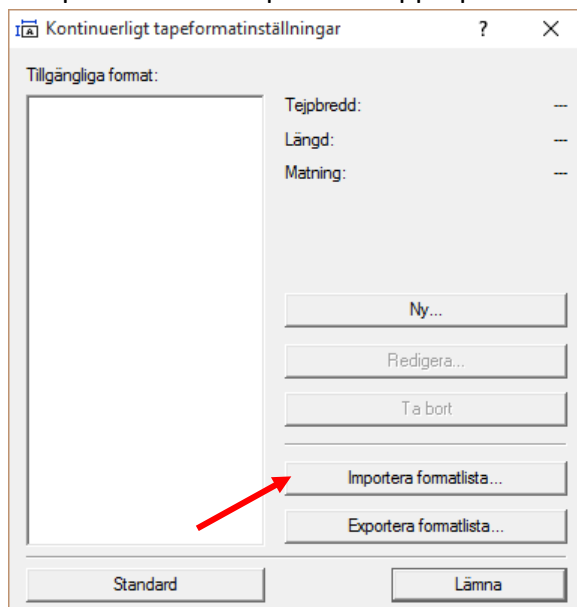 Kontinuerligt tapeformatinställningar ? ×
Tillgängliga format:
Tejpbredd: ---
Längd: ---
Matning: ---
Ny...
Redigera...
Ta bort
Importera formatlista...
Exportera formatlista...
Standard Lämna